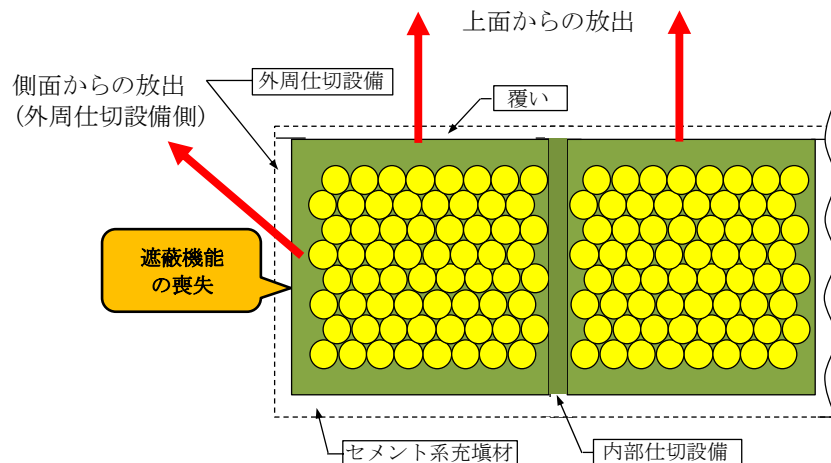 上面からの放出
側面からの放出
（外周仕切設備側）
外周仕切設備
覆い
遮蔽機能
の喪失
セメント系充塡材
内部仕切設備